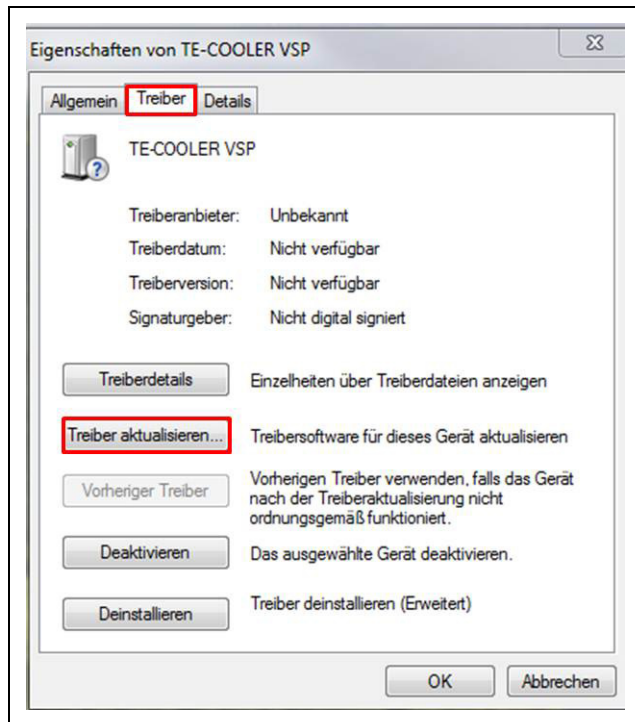 Eigenschaften von TE-COOLER VSP
Allgemein Treiber Details
TE-COOLER VSP
Treiberanbieter: Unbekannt
Treiberdatum: Nicht verfügbar
Treiberversion: Nicht verfügbar
Signaturgeber: Nicht digital signiert
Treiberdetails Einzelheiten über Treiberdateien anzeigen
Treiber aktualisieren... Treibersoftware für dieses Gerät aktualisieren
Vorheriger Treiber Vorherigen Treiber verwenden, falls das Gerät
nach der Treiberaktualisierung nicht
ordnungsgemäß funktioniert.
Deaktivieren Das ausgewählte Gerät deaktivieren.
Deinstallieren Treiber deinstallieren (Erweitert)
OK Abbrechen